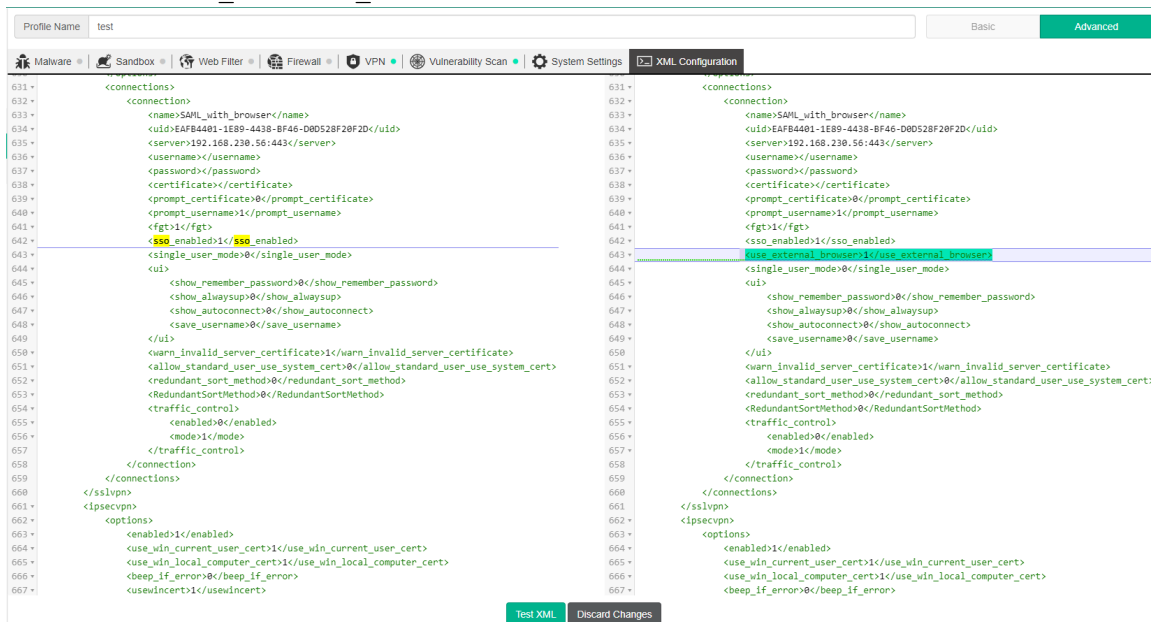 Profile Name test Basic Advanced
Malware Sandbox Web Filter Firewall VPN Vulnerability Scan System Settings XML Configuration
631 <connections>
632 <connection>
633 <name>SAML_with_browser</name>
634 <uid>EAFB4401-1E89-4438-BF46-D0D528F20F2D</uid>
635 <server>192.168.230.56:443</server>
636 <username></username>
637 <password></password>
638 <certificate></certificate>
639 <prompt_certificate>0</prompt_certificate>
640 <prompt_username>1</prompt_username>
641 <fgt>1</fgt>
642 <sso_enabled>1</sso_enabled>
643 <single_user_mode>0</single_user_mode>
644 <ui>
645 <show_remember_password>0</show_remember_password>
646 <show_alwaysup>0</show_alwaysup>
647 <show_autoconnect>0</show_autoconnect>
648 <save_username>0</save_username>
649 </ui>
650 <warn_invalid_server_certificate>1</warn_invalid_server_certificate>
651 <allow_standard_user_use_system_cert>0</allow_standard_user_use_system_cert>
652 <redundant_sort_method>0</redundant_sort_method>
653 <RedundantSortMethod>0</RedundantSortMethod>
654 <traffic_control>
655 <enabled>0</enabled>
656 <mode>1</mode>
657 </traffic_control>
658 </connection>
659 </connections>
660 </sslvpn>
661 <ipsecvpn>
662 <options>
663 <enabled>1</enabled>
664 <use_win_current_user_cert>1</use_win_current_user_cert>
665 <use_win_local_computer_cert>1</use_win_local_computer_cert>
666 <beep_if_error>0</beep_if_error>
667 <usewincert>1</usewincert>
631 <connections>
632 <connection>
633 <name>SAML_with_browser</name>
634 <uid>EAFB4401-1E89-4438-BF46-D0D528F20F2D</uid>
635 <server>192.168.230.56:443</server>
636 <username></username>
637 <password></password>
638 <certificate></certificate>
639 <prompt_certificate>0</prompt_certificate>
640 <prompt_username>1</prompt_username>
641 <fgt>1</fgt>
642 <sso_enabled>1</sso_enabled>
643 <use_external_browser>1</use_external_browser>
644 <single_user_mode>0</single_user_mode>
645 <ui>
646 <show_remember_password>0</show_remember_password>
647 <show_alwaysup>0</show_alwaysup>
648 <show_autoconnect>0</show_autoconnect>
649 <save_username>0</save_username>
650 </ui>
651 <warn_invalid_server_certificate>1</warn_invalid_server_certificate>
652 <allow_standard_user_use_system_cert>0</allow_standard_user_use_system_cert>
653 <redundant_sort_method>0</redundant_sort_method>
654 <RedundantSortMethod>0</RedundantSortMethod>
655 <traffic_control>
656 <enabled>0</enabled>
657 <mode>1</mode>
658 </traffic_control>
659 </connection>
660 </connections>
661 </sslvpn>
662 <ipsecvpn>
663 <options>
664 <enabled>1</enabled>
665 <use_win_current_user_cert>1</use_win_current_user_cert>
666 <use_win_local_computer_cert>1</use_win_local_computer_cert>
667 <beep_if_error>0</beep_if_error>
Test XML Discard Changes